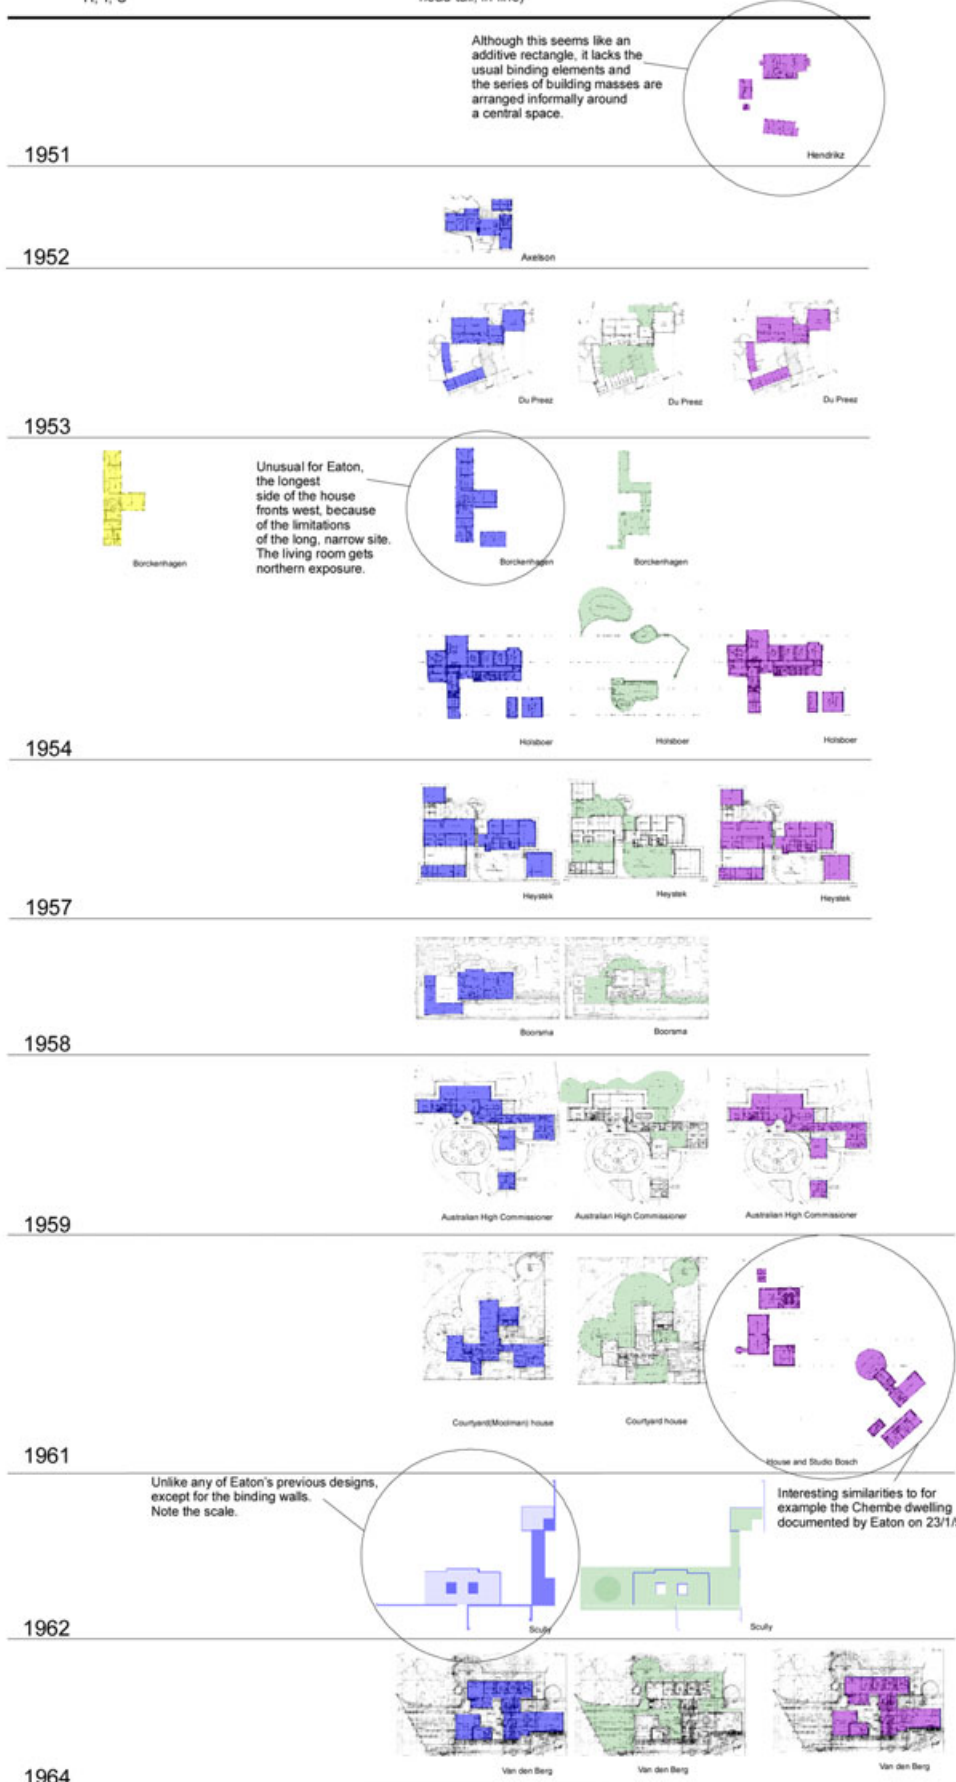 Although this seems like an
additive rectangle, it lacks the
usual binding elements and
the series of building masses are
arranged informally around
a central space.
Hendrikz
1951
Axelson
1952
Du Preez
Du Preez
Du Preez
1953
Unusual for Eaton,
the longest
side of the house
fronts west, because
of the limitations
of the long, narrow site.
The living room gets
northern exposure.
Borckenhagen
Borckenhagen
Borckenhagen
Holsboer
Holsboer
Holsboer
1954
Heystek
Heystek
Heystek
1957
Boorsma
Boorsma
1958
Australian High Commissioner
Australian High Commissioner
Australian High Commissioner
1959
Courtyard(Moolman) house
Courtyard house
House and Studio Bosch
1961
Unlike any of Eaton's previous designs,
except for the binding walls.
Note the scale.
Interesting similarities to for
example the Chembe dwelling
documented by Eaton on 23/1/
Scully
Scully
1962
Van den Berg
Van den Berg
Van den Berg
1964